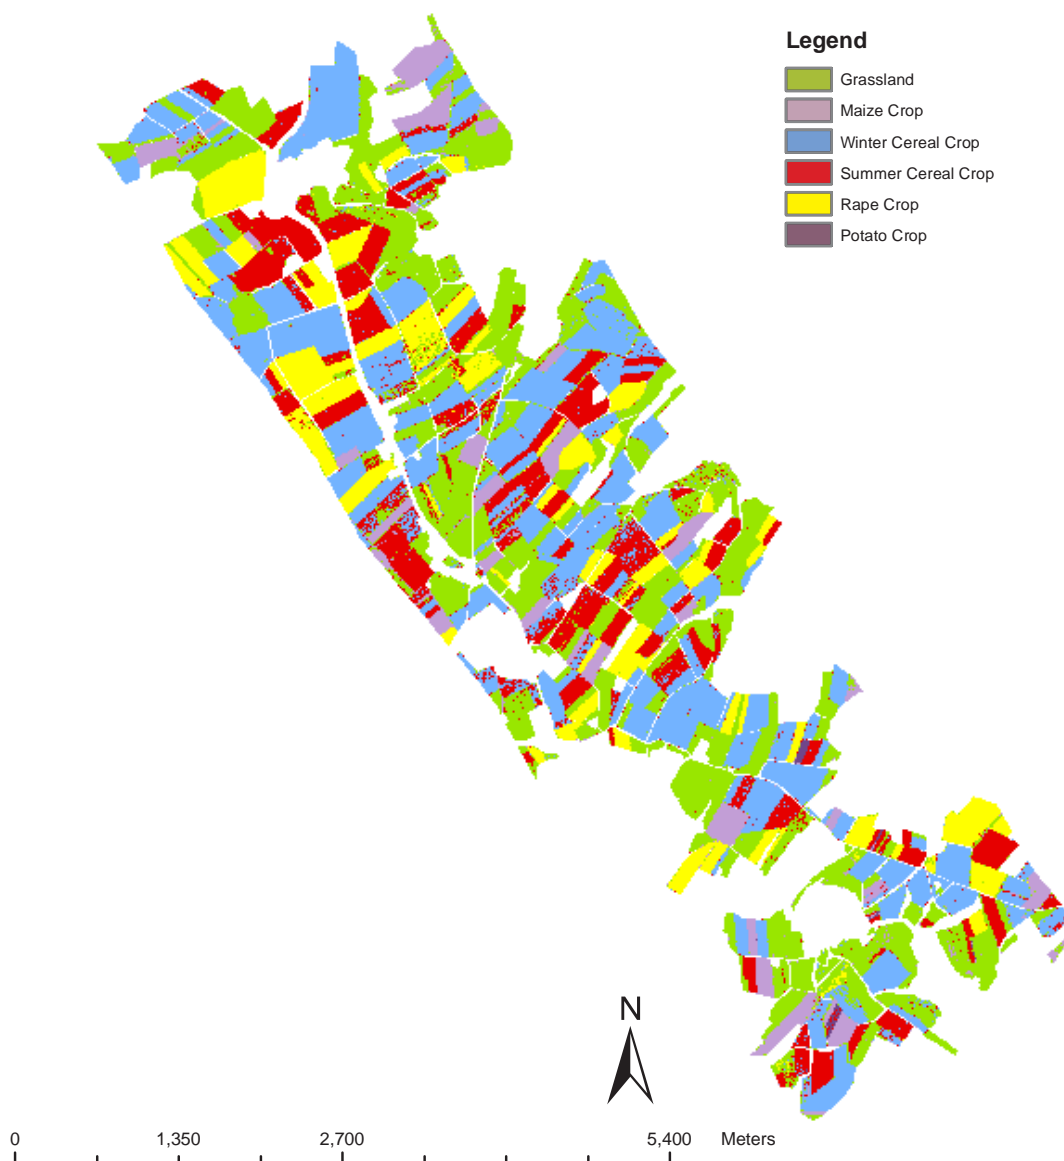 Legend
Grassland
Maize Crop
Winter Cereal Crop
Summer Cereal Crop
Rape Crop
Potato Crop
N
0 1,350 2,700 5,400 Meters